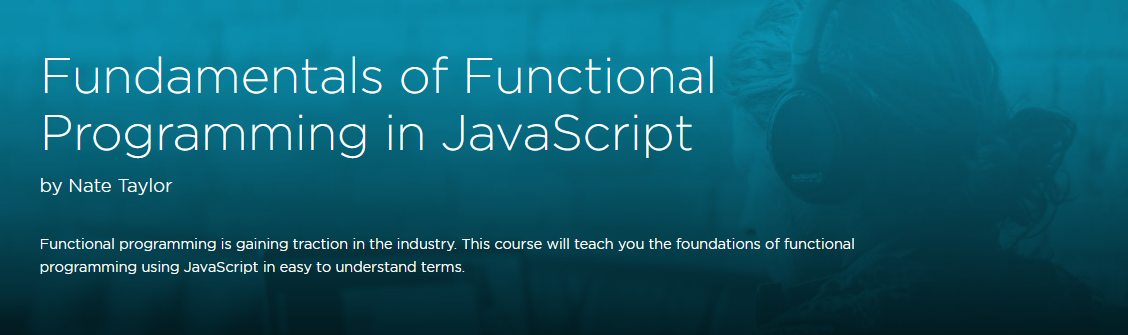 Fundamentals of Functional
Programming in JavaScript
by Nate Taylor
Functional programming is gaining traction in the industry. This course will teach you the foundations of functional
programming using JavaScript in easy to understand terms.